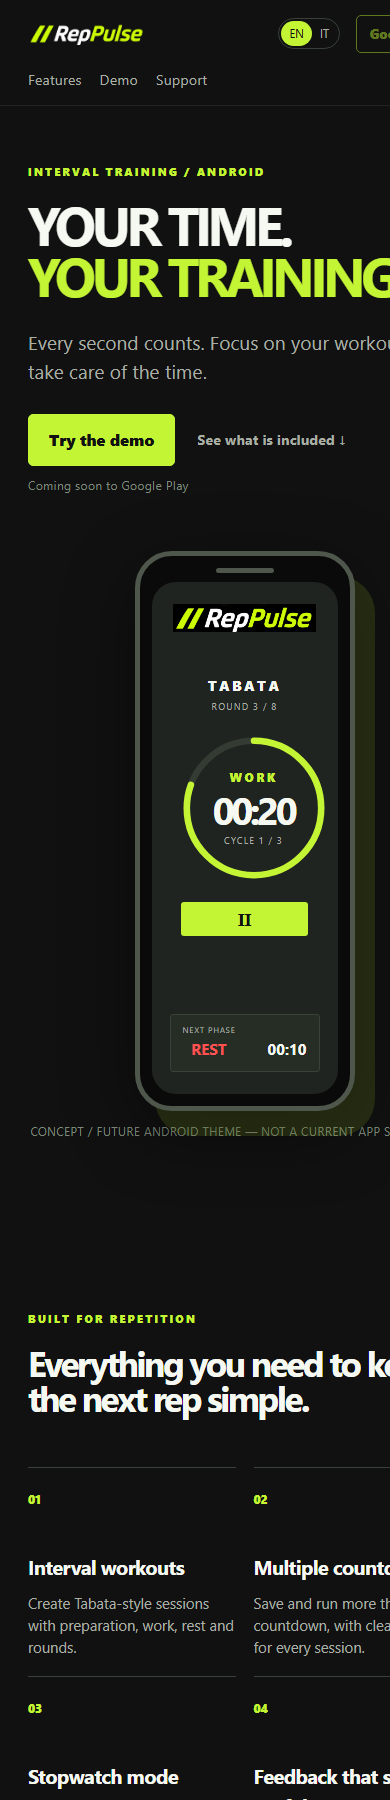 RepPulse
EN IT
Features Demo Support
INTERVAL TRAINING / ANDROID
YOUR TIME.
YOUR TRAINING
Every second counts. Focus on your
take care of the time.
Try the demo
See what is included ↓
Coming soon to Google Play
RepPulse
TABATA
ROUND 3 / 8
WORK
00:20
CYCLE 1 / 3
II
NEXT PHASE
REST 00:10
CONCEPT / FUTURE ANDROID THEME — NOT A CURRENT APP
BUILT FOR REPETITION
Everything you need to
the next rep simple.
01
02
Interval workouts
Multiple
Create Tabata-style sessions
with preparation, work, rest and
rounds.
Save and run more
countdown, with
for every session.
03
04
Stopwatch mode
Feedback that